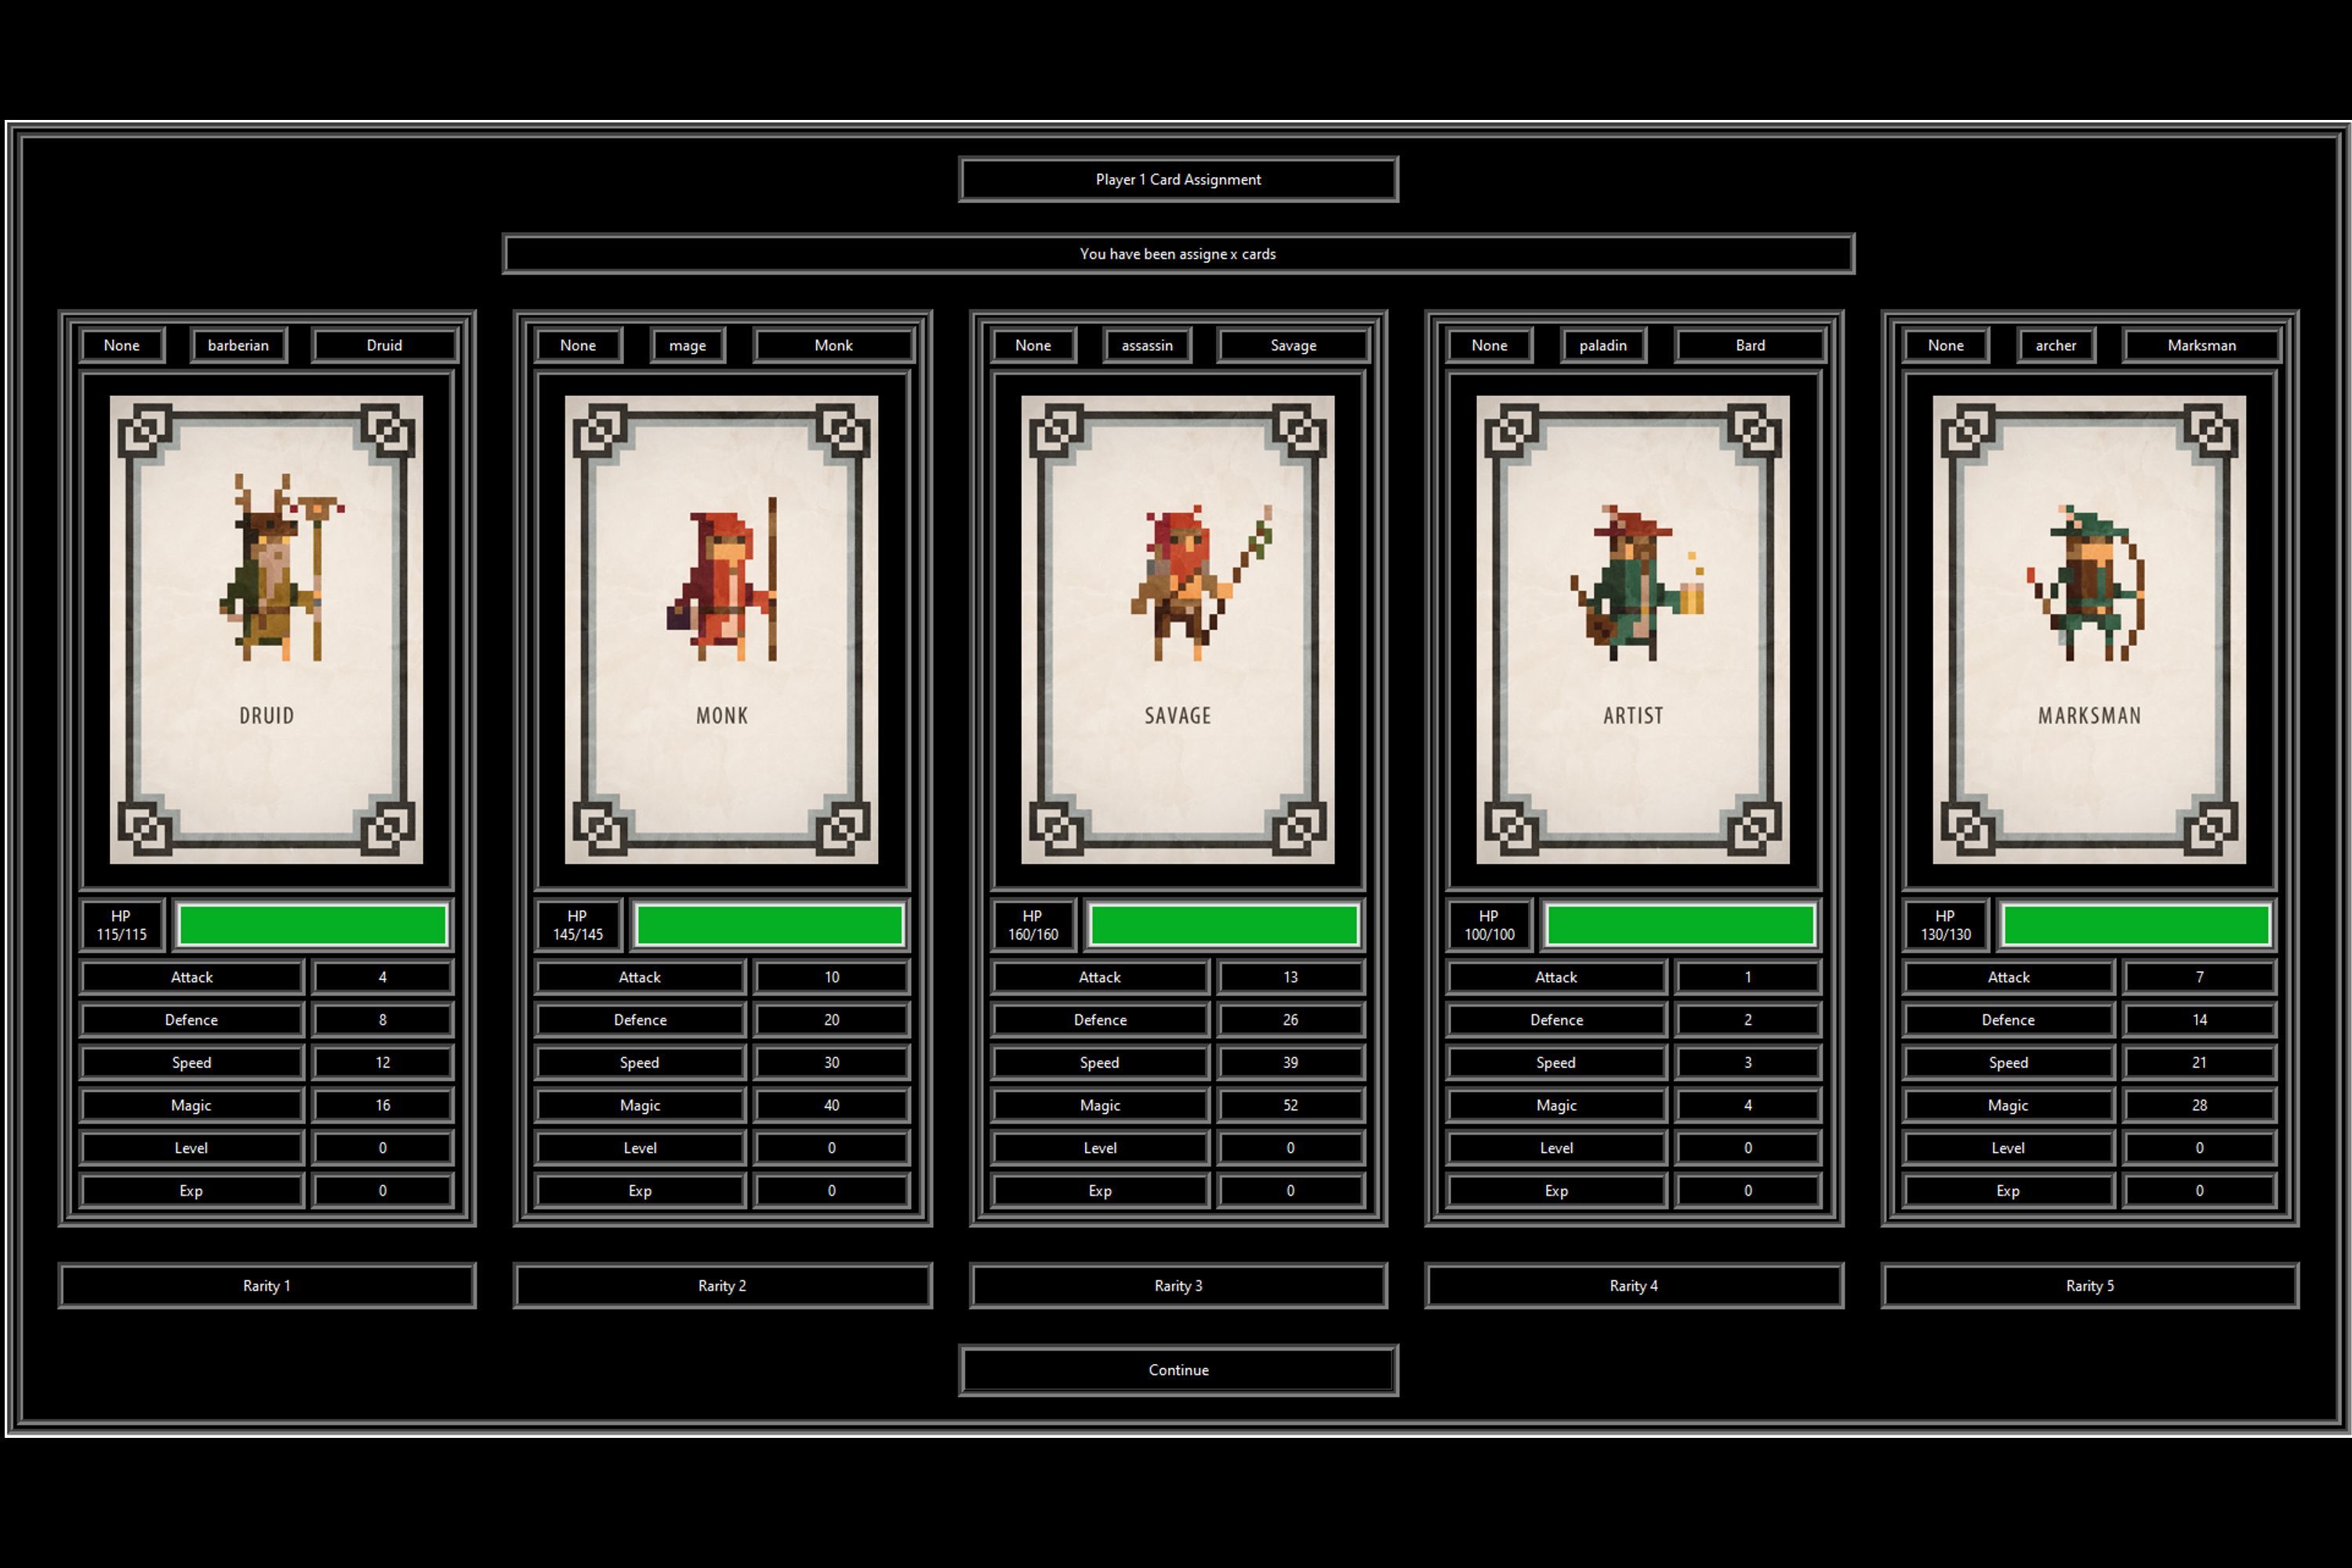 Player 1 Card Assignment
You have been assigne x cards
None barberian Druid
DRUID
HP
115/115
Attack 4
Defence 8
Speed 12
Magic 16
Level 0
Exp 0
Rarity 1
None mage Monk
MONK
HP
145/145
Attack 10
Defence 20
Speed 30
Magic 40
Level 0
Exp 0
Rarity 2
None assassin Savage
SAVAGE
HP
160/160
Attack 13
Defence 26
Speed 39
Magic 52
Level 0
Exp 0
Rarity 3
None paladin Bard
ARTIST
HP
100/100
Attack 1
Defence 2
Speed 3
Magic 4
Level 0
Exp 0
Rarity 4
None archer Marksman
MARKSMAN
HP
130/130
Attack 7
Defence 14
Speed 21
Magic 28
Level 0
Exp 0
Rarity 5
Continue